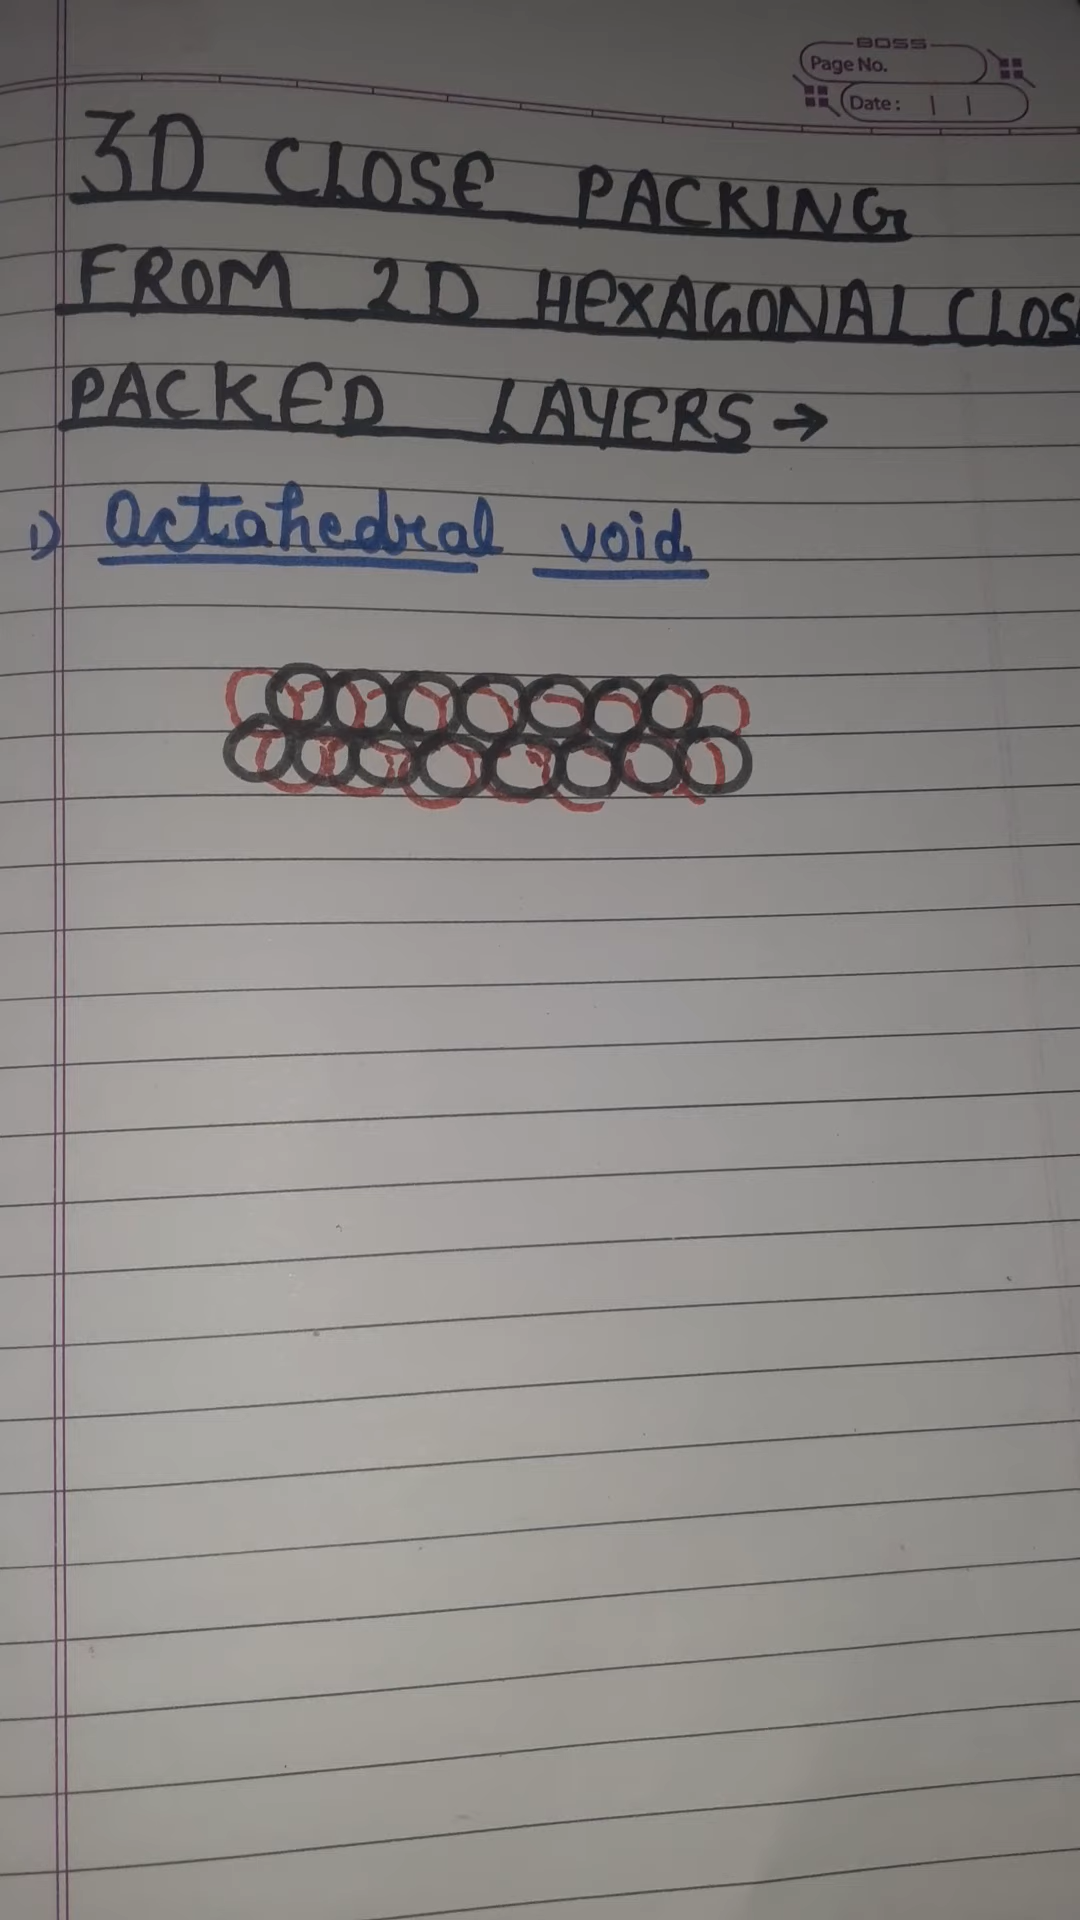 BOSS
Page No.
Date:
3D CLOSE PACKING
FROM 2D HEXAGONAL CLOS
PACKED LAYERS →
1) Octahedral void